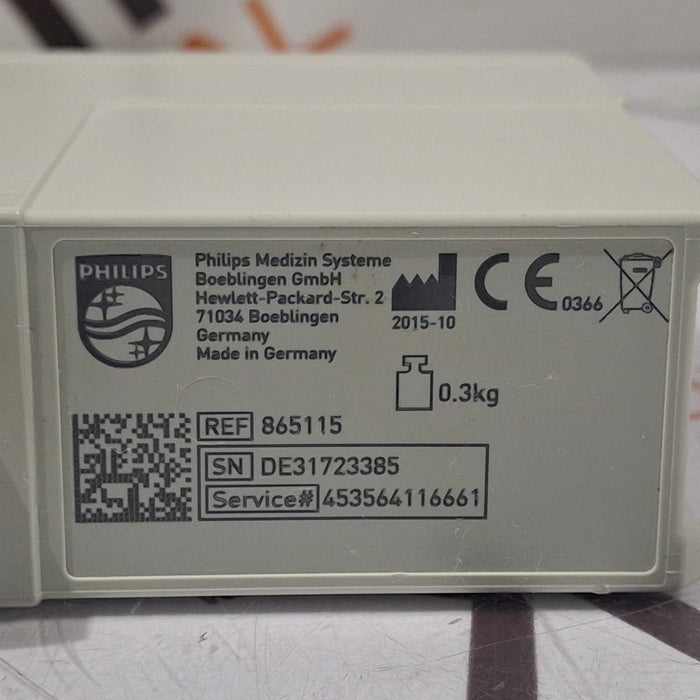 PHILIPS
Philips Medizin Systeme
Boeblingen GmbH
Hewlett-Packard-Str. 2
71034 Boeblingen
Germany
Made in Germany
2015-10
CE 0366
0.3kg
REF 865115
SN DE31723385
Service# 453564116661